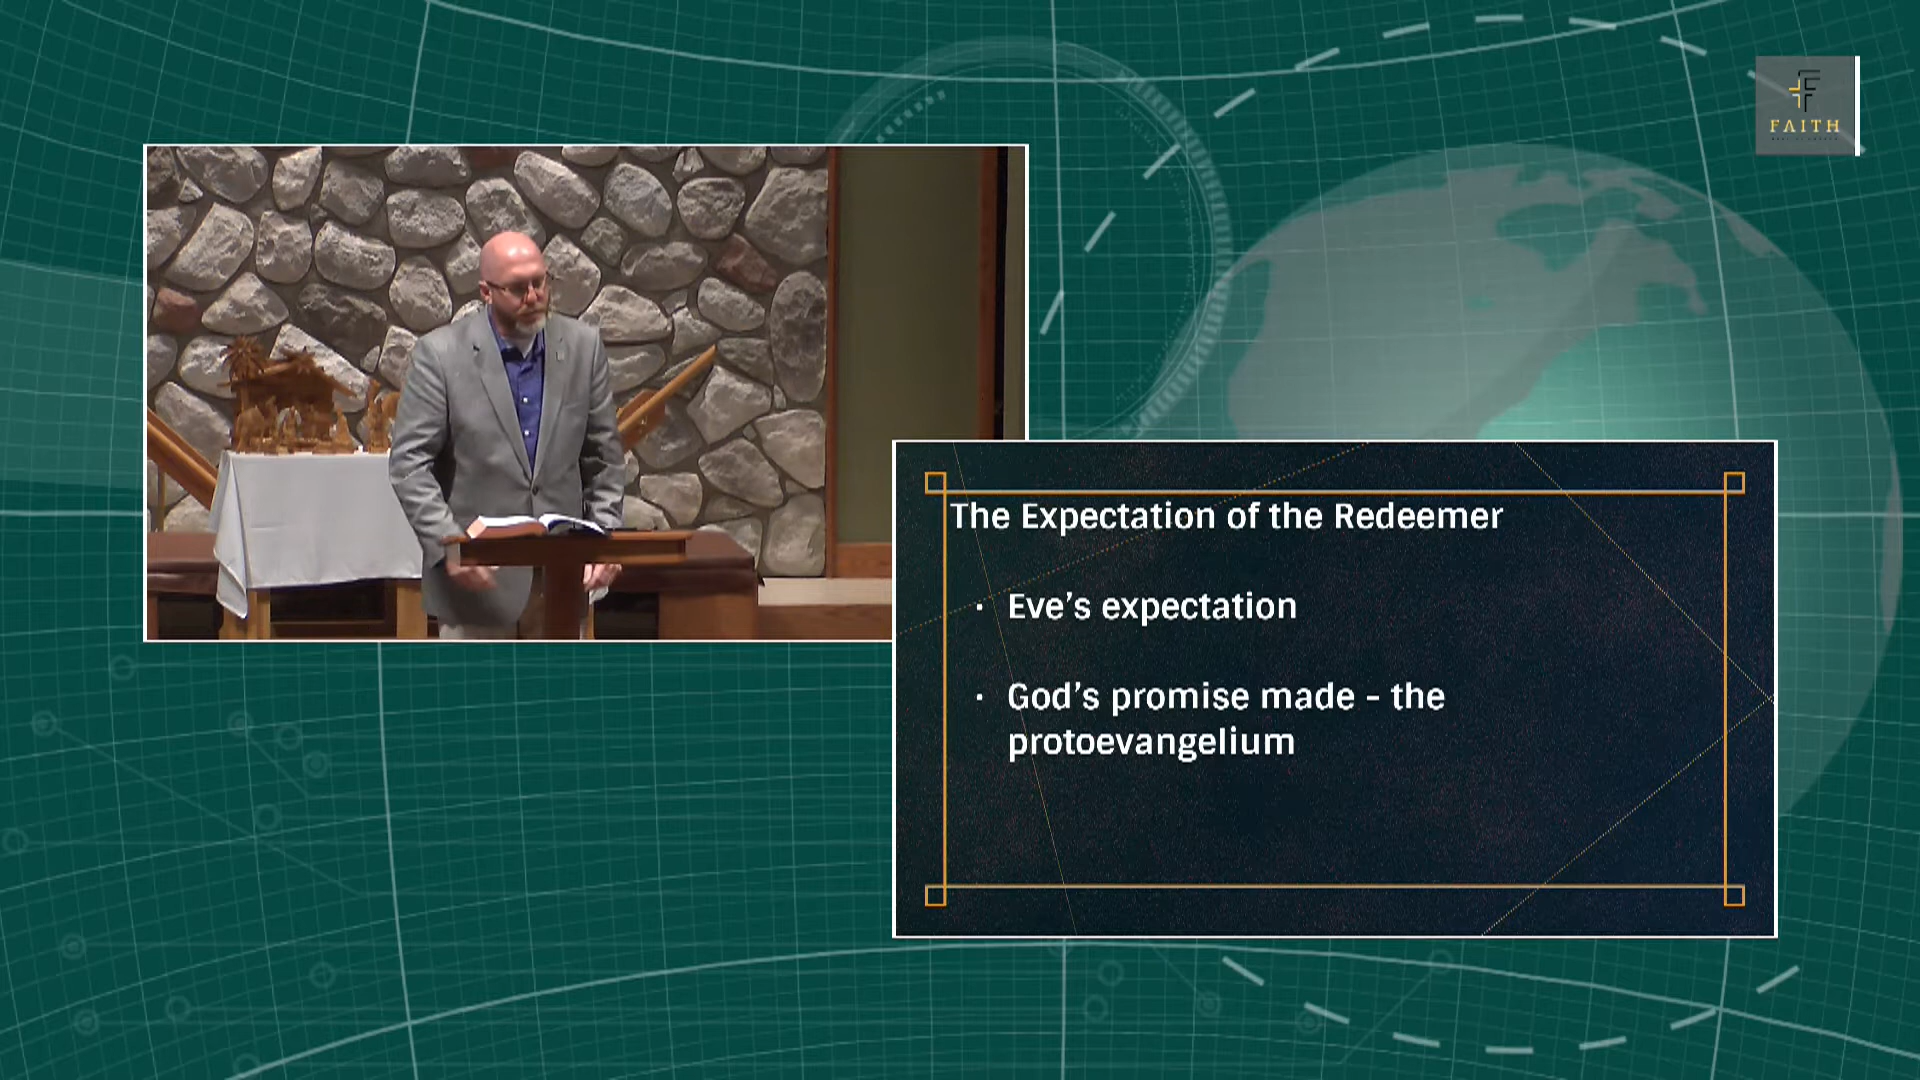 FAITH
The Expectation of the Redeemer
· Eve's expectation
· God's promise made - the
protoevangelium